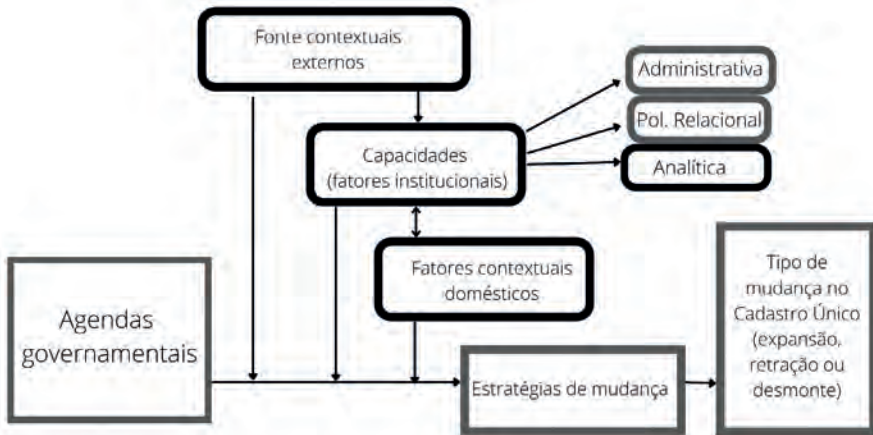 Fonte contextuais
externos
Administrativa
Pol. Relacional
Analítica
Capacidades
(fatores institucionais)
Fatores contextuais
domésticos
Agendas
governamentais
Estratégias de mudança
Tipo de
mudança no
Cadastro Único
(expansão,
retração ou
desmonte)